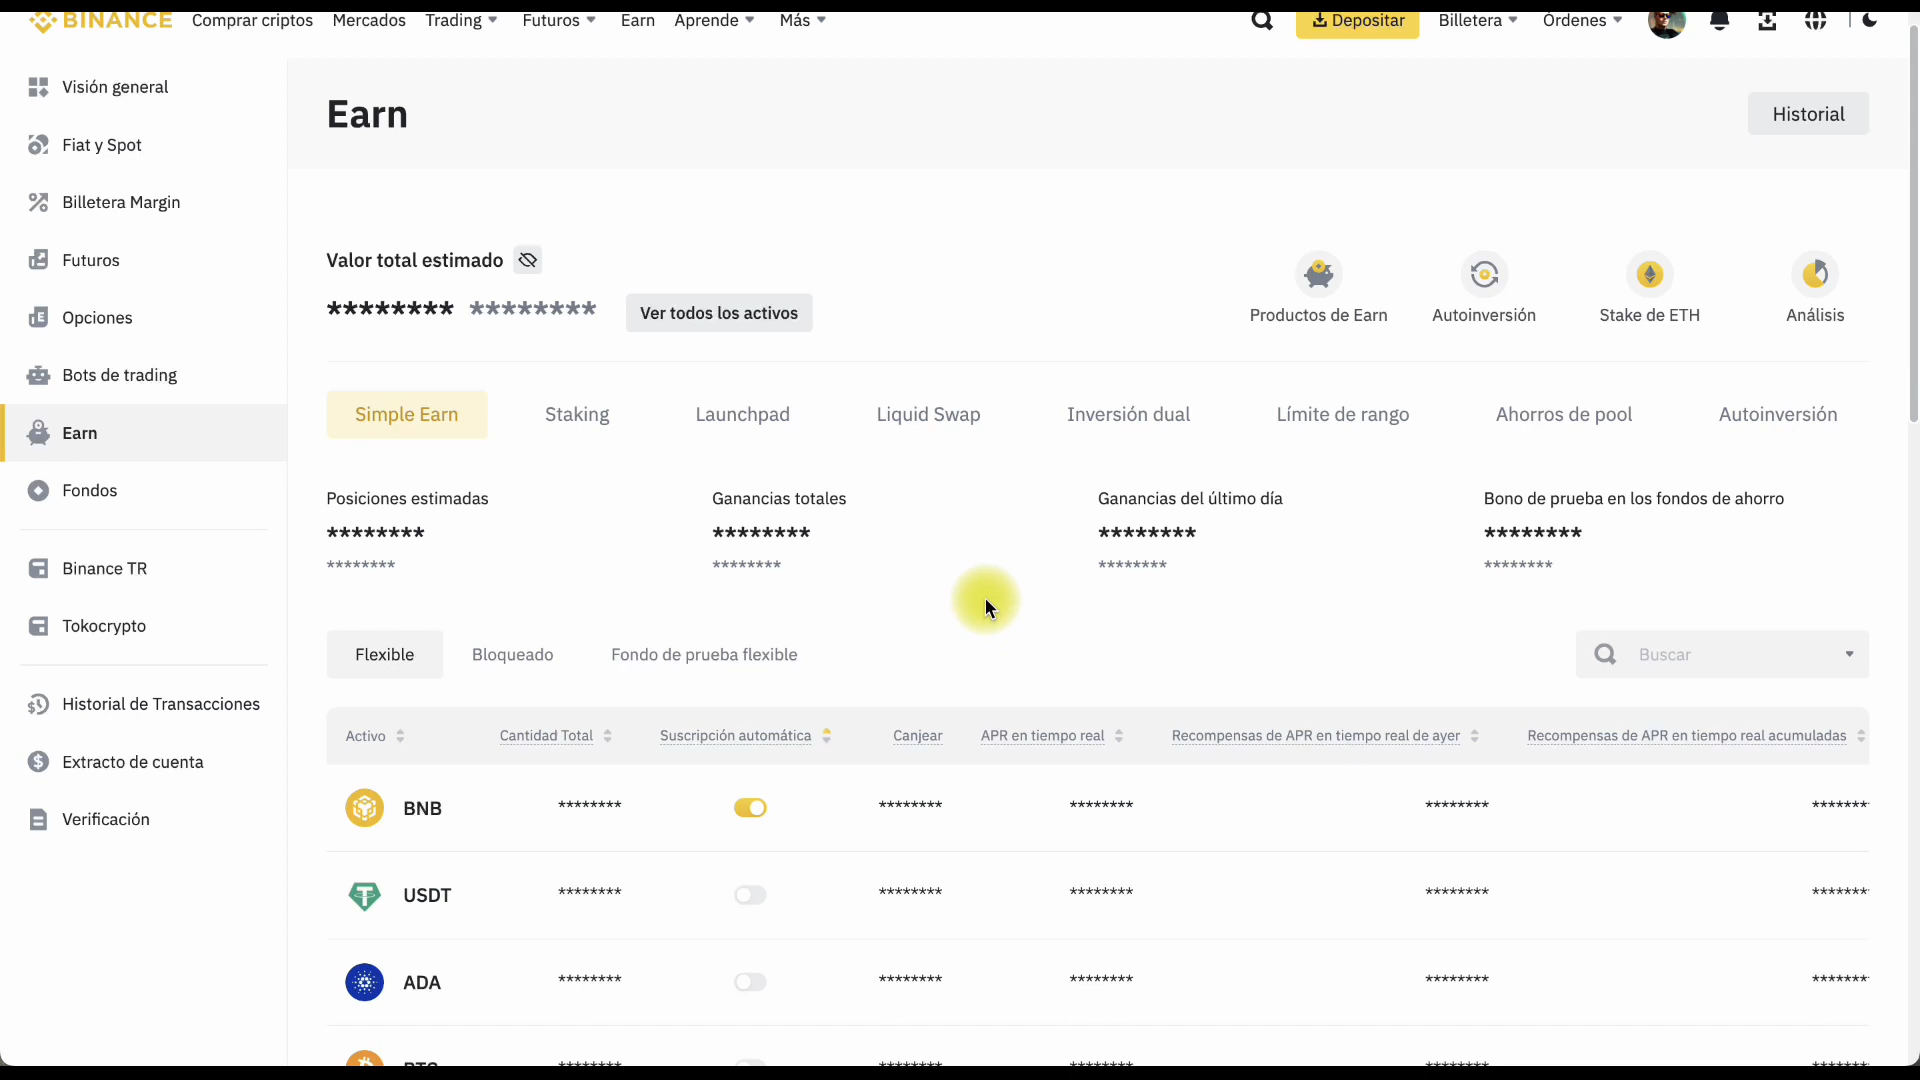 BINANCE Comprar criptos Mercados Trading Futuros Earn Aprende Más Depositar Billetera Órdenes
Visión general
Fiat y Spot
Billetera Margin
Futuros
Opciones
Bots de trading
Earn
Fondos
Binance TR
Tokocrypto
Historial de Transacciones
Extracto de cuenta
Verificación
Earn
Historial
Valor total estimado
******** ******** Ver todos los activos
Productos de Earn Autoinversión Stake de ETH Análisis
Simple Earn Staking Launchpad Liquid Swap Inversión dual Límite de rango Ahorros de pool Autoinversión
Posiciones estimadas Ganancias totales Ganancias del último día Bono de prueba en los fondos de ahorro
******** ******** ******** ********
******** ******** ******** ********
Flexible Bloqueado Fondo de prueba flexible Buscar
Activo Cantidad Total Suscripción automática Canjear APR en tiempo real Recompensas de APR en tiempo real de ayer Recompensas de APR en tiempo real acumuladas
BNB ******** ******** ******** ******** *******
USDT ******** ******** ******** ******** *******
ADA ******** ******** ******** ******** *******
BTC ******** ******** ******** ******** *******